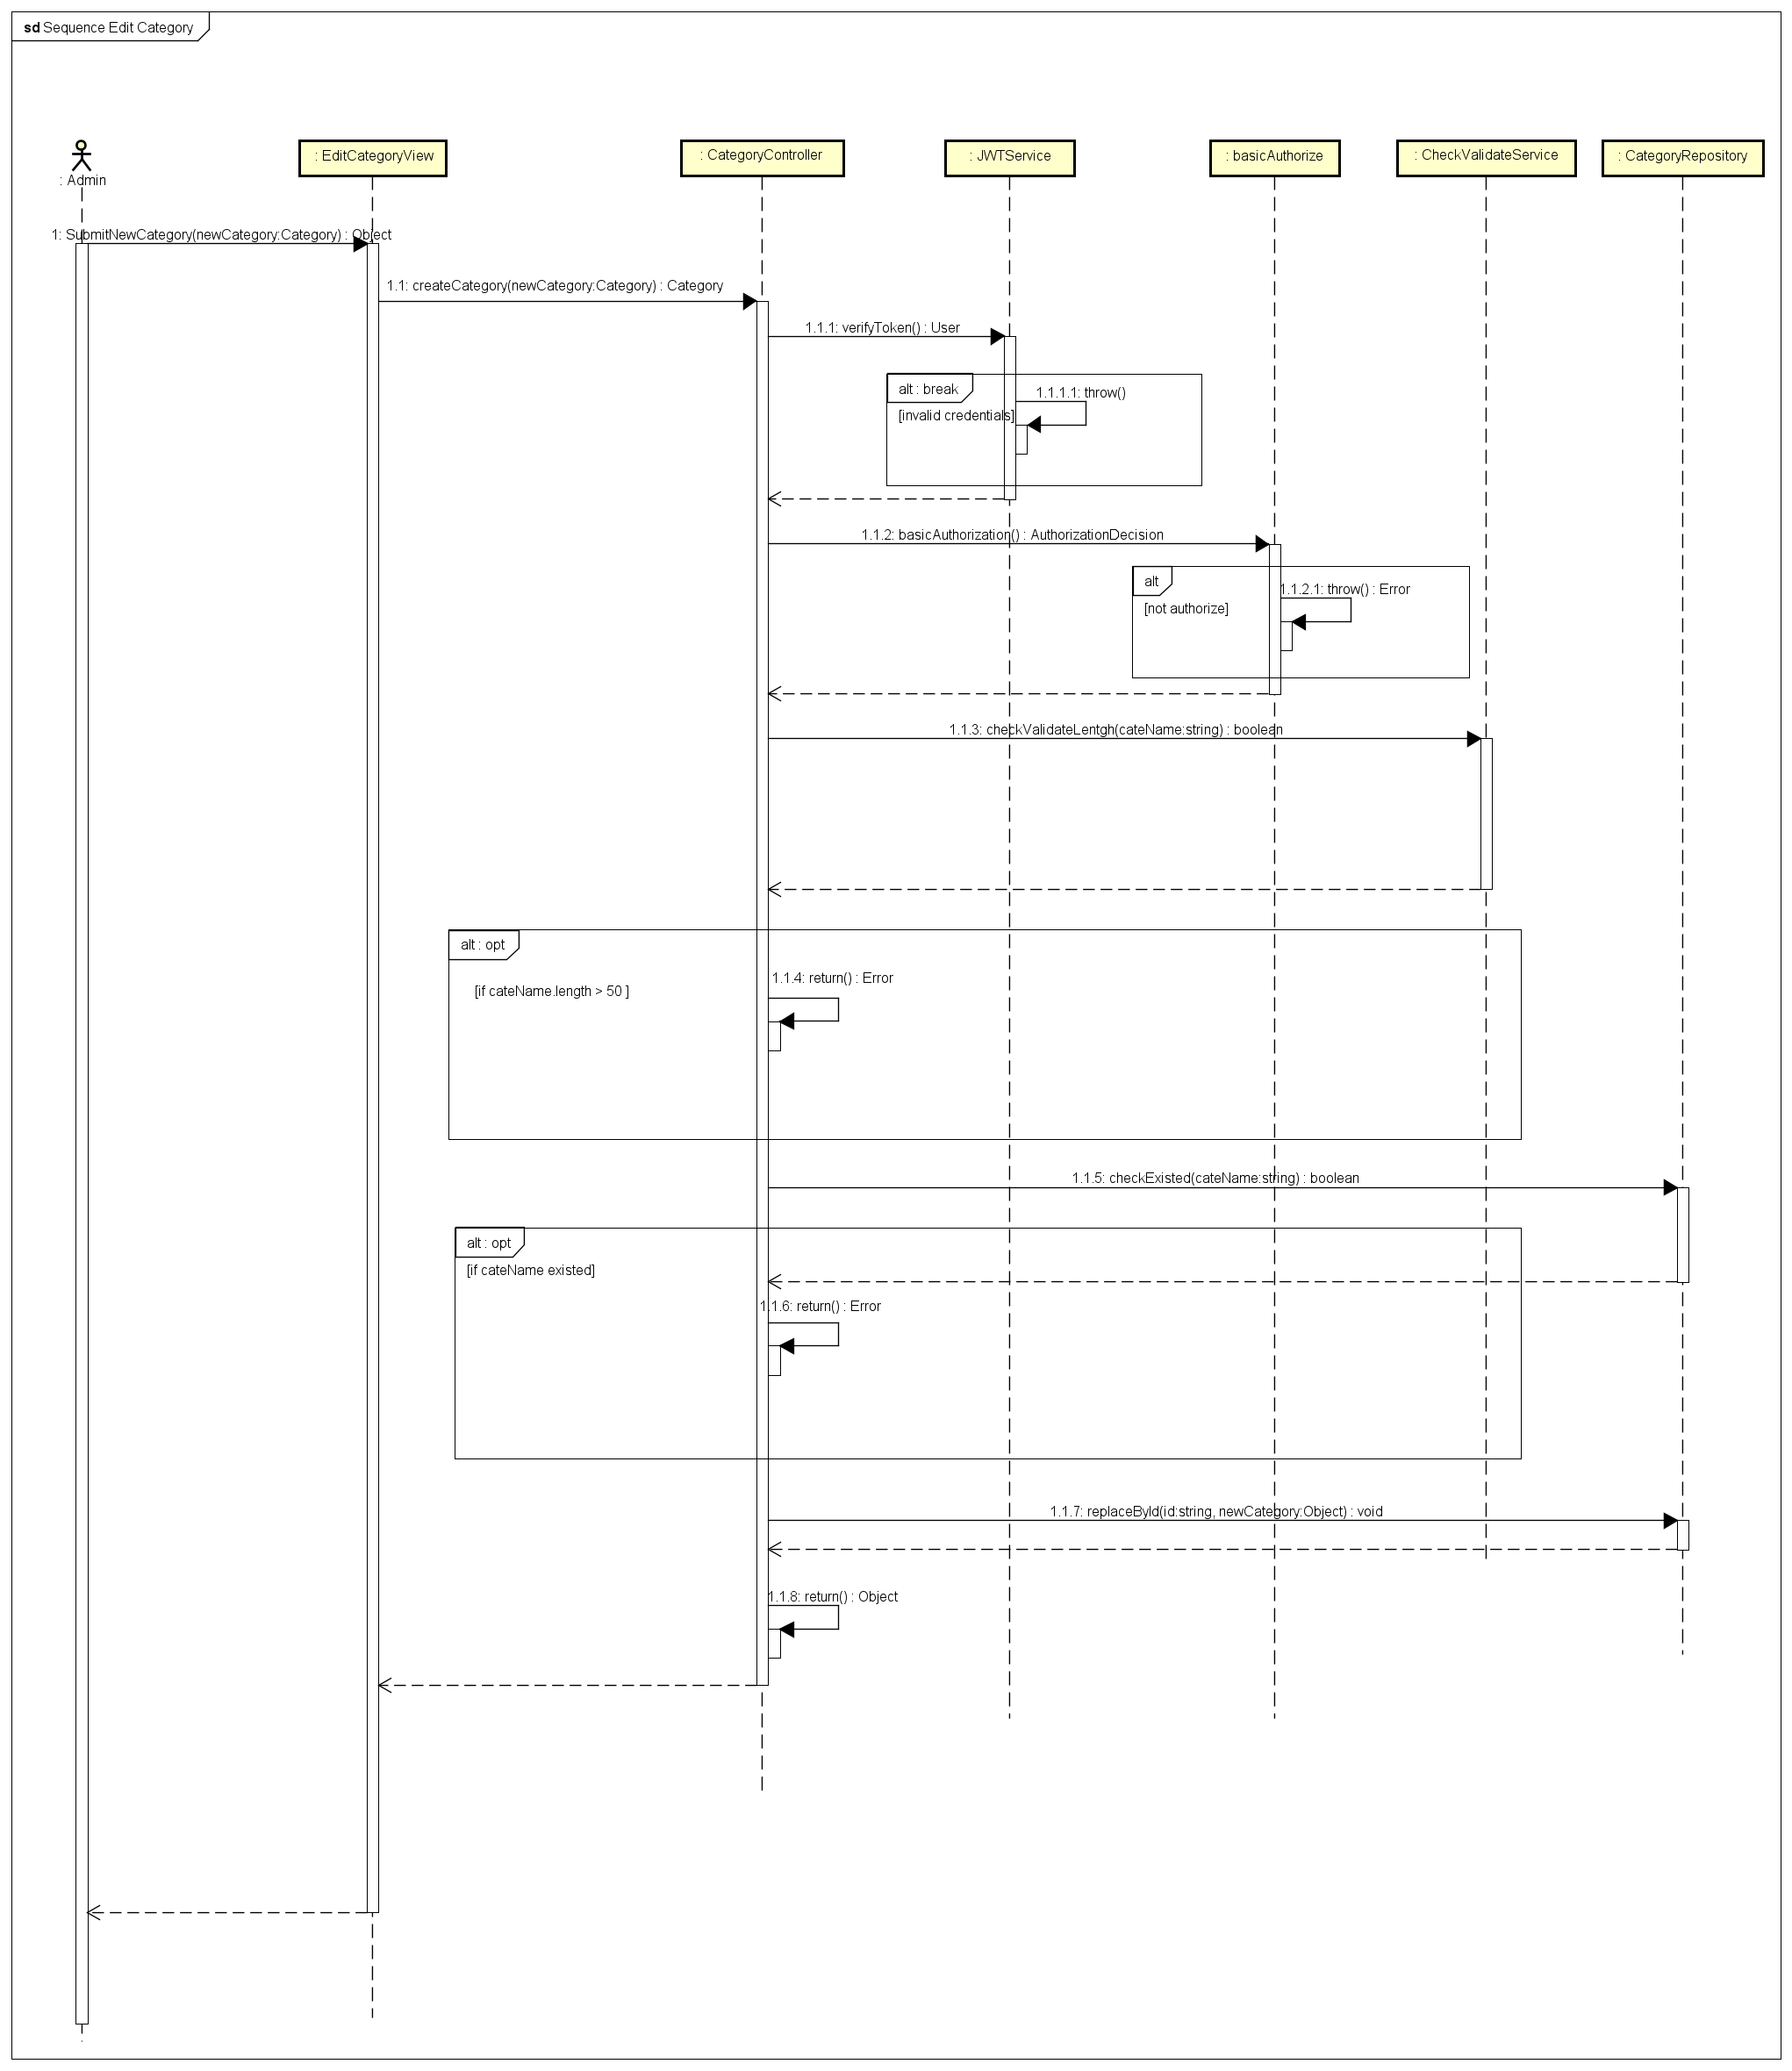 sd Sequence Edit Category
: Admin
: EditCategoryView
: CategoryController
: JWTService
: basicAuthorize
: CheckValidateService
: CategoryRepository
1: SubmitNewCategory(newCategory:Category) : Object
1.1: createCategory(newCategory:Category) : Category
1.1.1: verifyToken() : User
alt : break
1.1.1.1: throw()
[invalid credentials]
1.1.2: basicAuthorization() : AuthorizationDecision
alt
1.1.2.1: throw() : Error
[not authorize]
1.1.3: checkValidateLentgh(cateName:string) : boolean
alt : opt
1.1.4: return() : Error
[if cateName.length > 50 ]
1.1.5: checkExisted(cateName:string) : boolean
alt : opt
[if cateName existed]
1.1.6: return() : Error
1.1.7: replaceById(id:string, newCategory:Object) : void
1.1.8: return() : Object